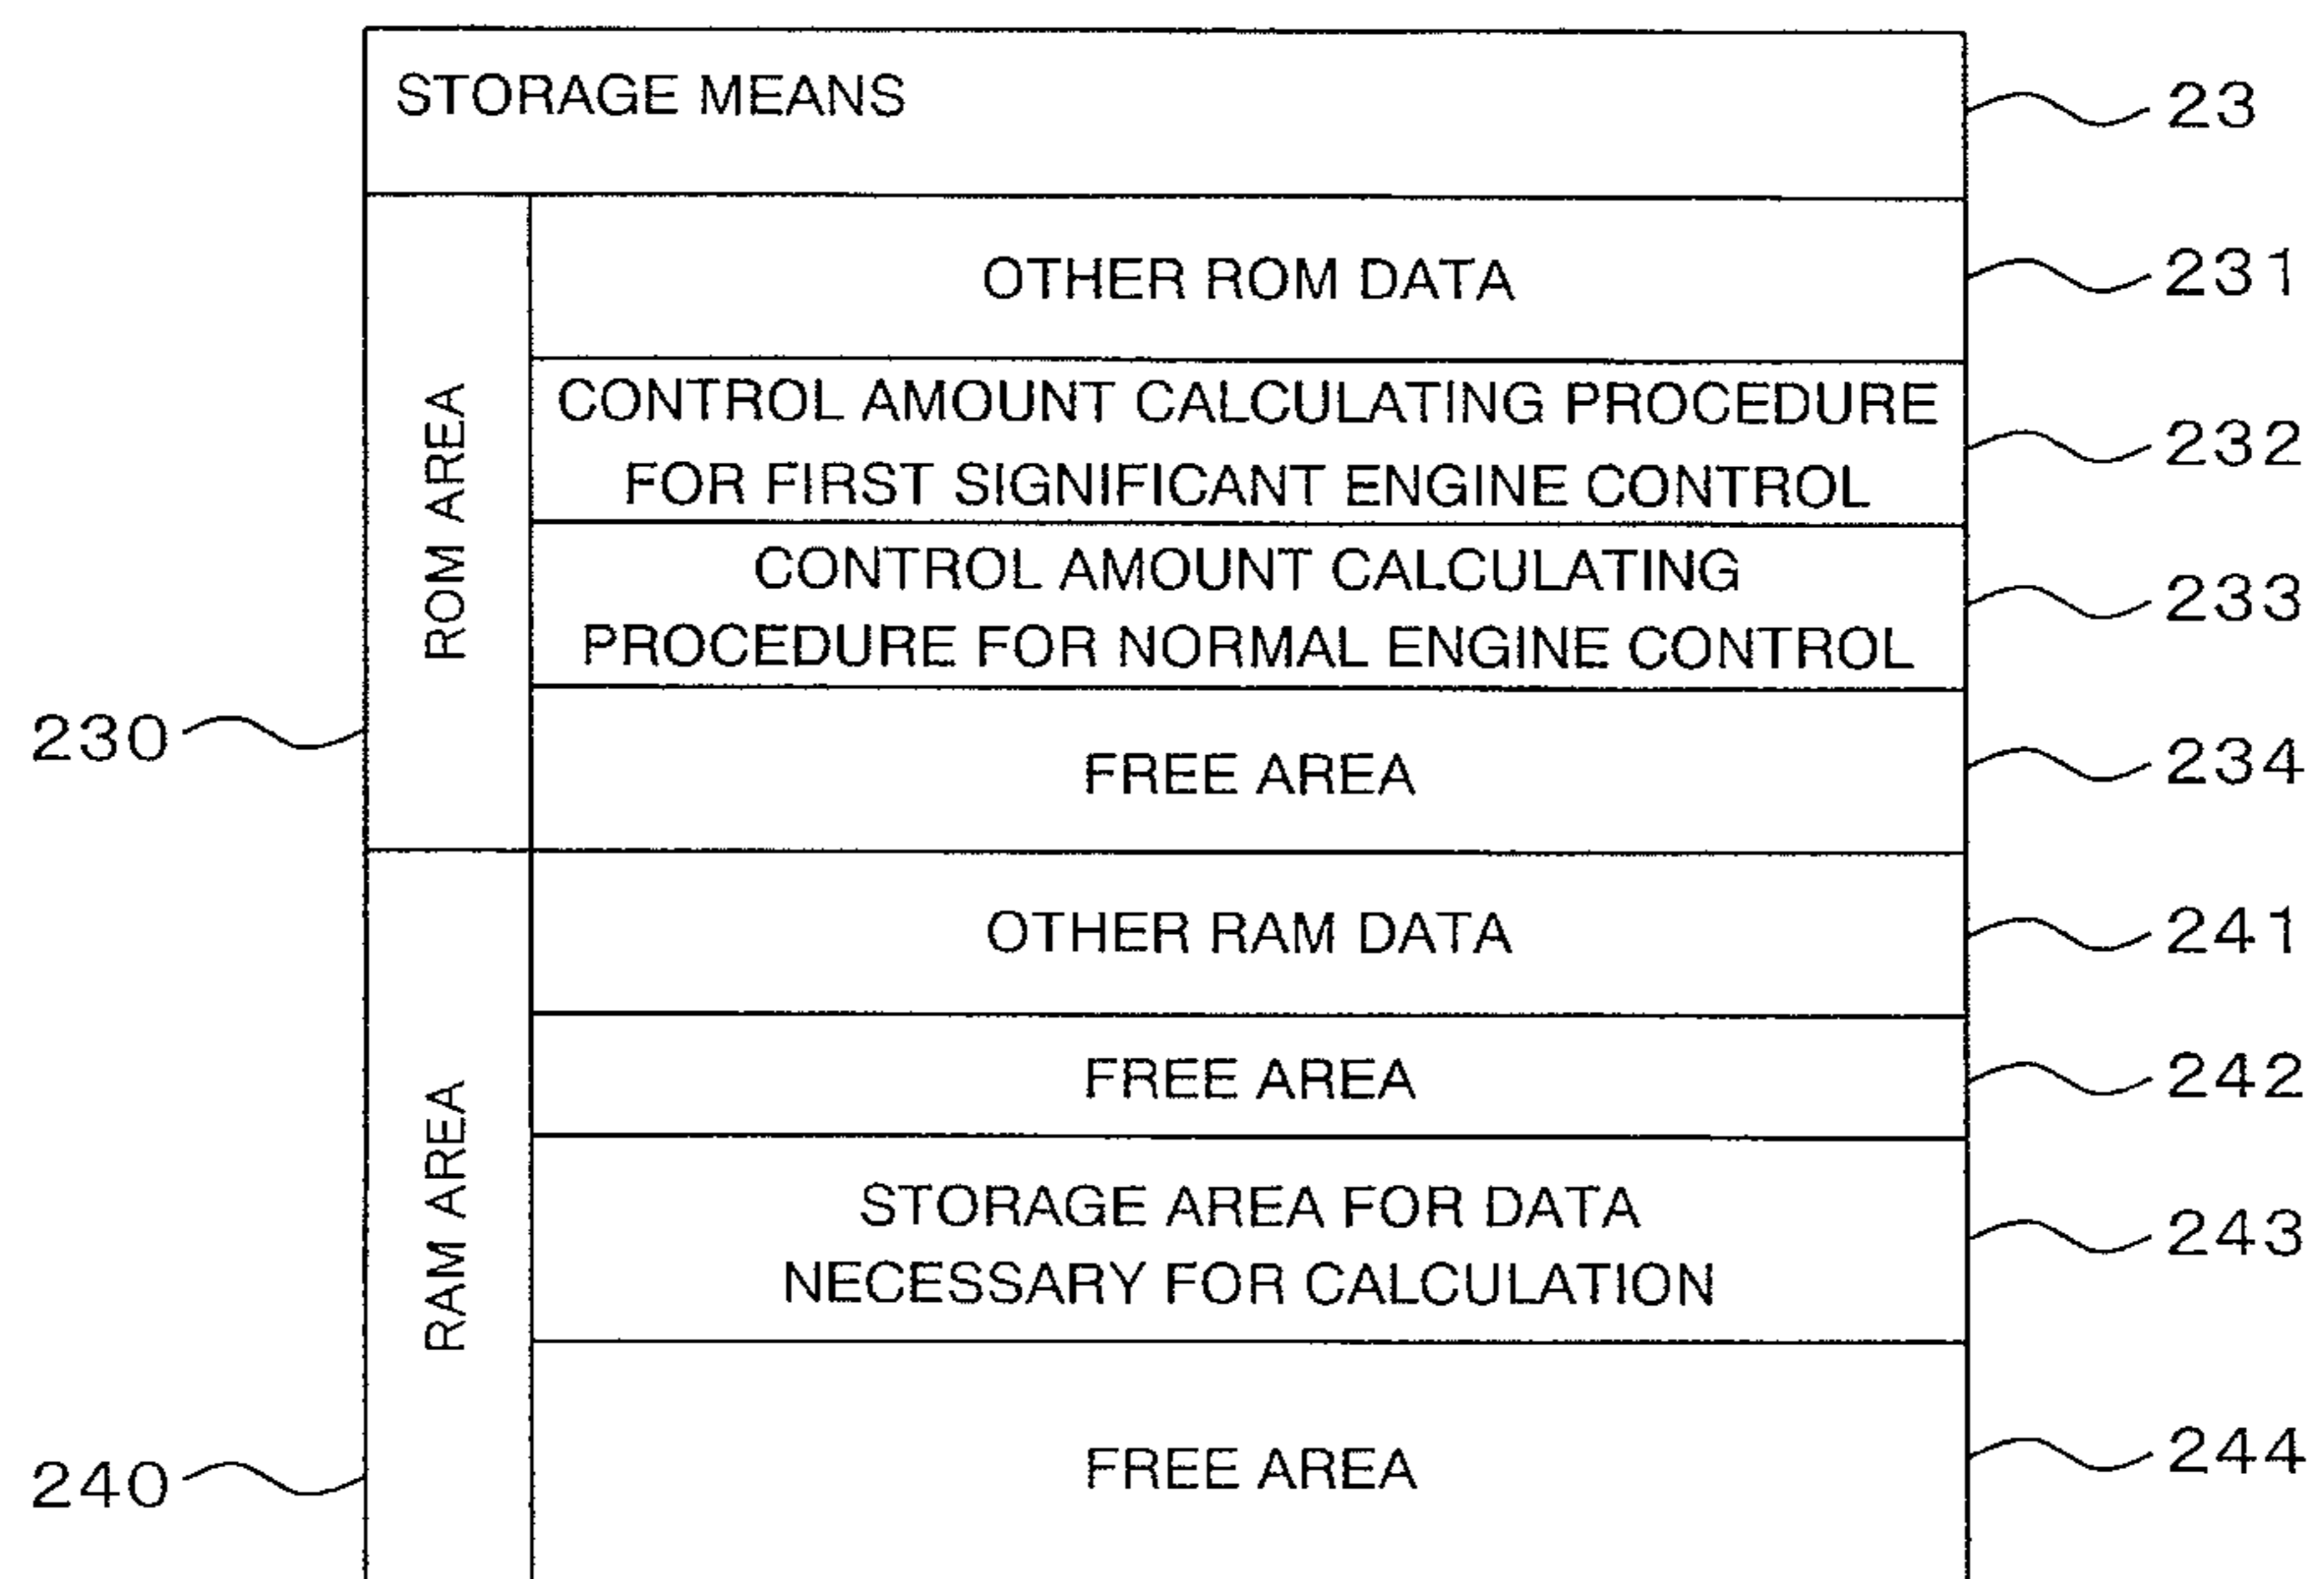 STORAGE MEANS
23
ROM AREA
230
OTHER ROM DATA
231
CONTROL AMOUNT CALCULATING PROCEDURE
FOR FIRST SIGNIFICANT ENGINE CONTROL
232
CONTROL AMOUNT CALCULATING
PROCEDURE FOR NORMAL ENGINE CONTROL
233
FREE AREA
234
RAM AREA
240
OTHER RAM DATA
241
FREE AREA
242
STORAGE AREA FOR DATA
NECESSARY FOR CALCULATION
243
FREE AREA
244